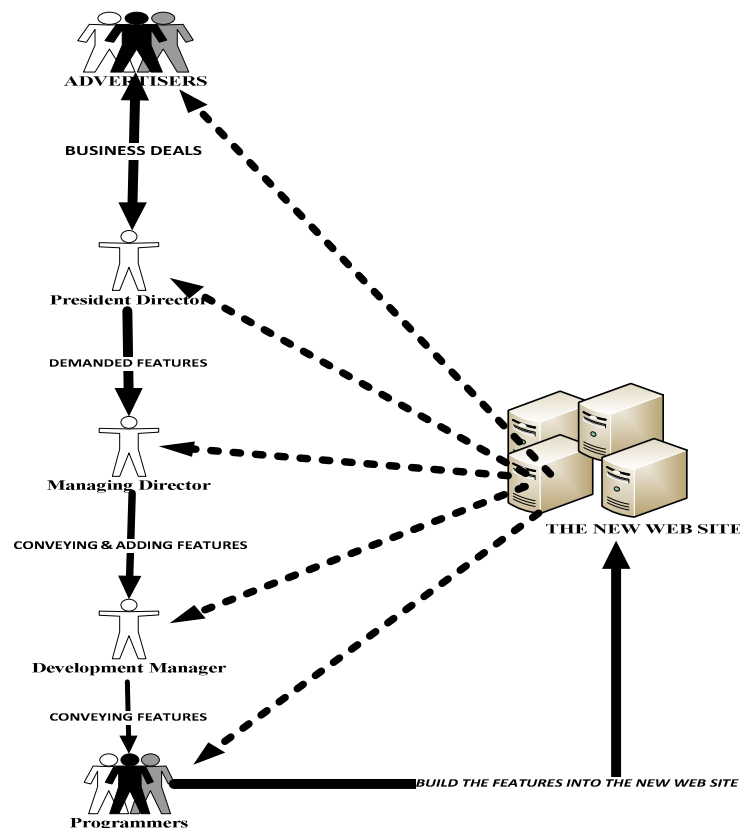 ADVERTISERS
BUSINESS DEALS
President Director
DEMANDED FEATURES
Managing Director
THE NEW WEB SITE
CONVEYING & ADDING FEATURES
Development Manager
CONVEYING FEATURES
BUILD THE FEATURES INTO THE NEW WEB SITE
Programmers